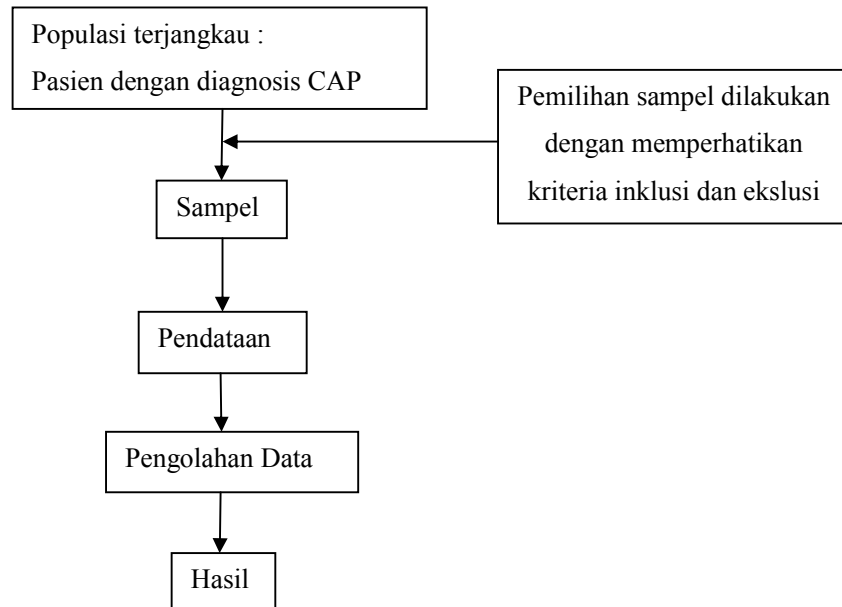 Populasi terjangkau :
Pasien dengan diagnosis CAP
Pemilihan sampel dilakukan
dengan memperhatikan
kriteria inklusi dan ekslusi
Sampel
Pendataan
Pengolahan Data
Hasil